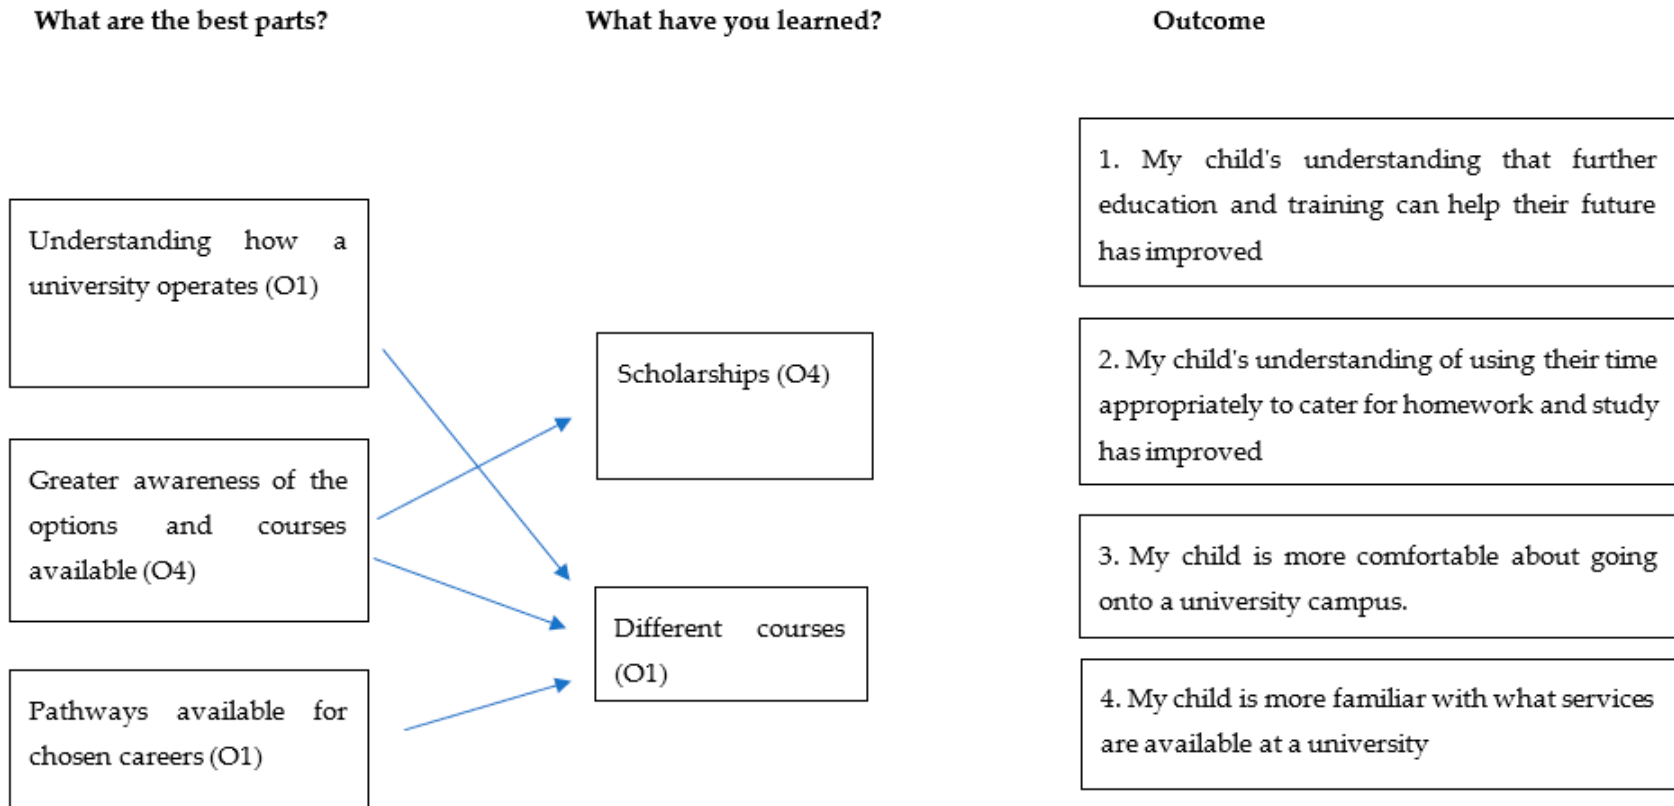 What are the best parts?
What have you learned?
Outcome
Understanding how a
university operates (O1)
Greater awareness of the
options and courses
available (O4)
Pathways available for
chosen careers (O1)
Scholarships (O4)
Different courses
(O1)
1. My child's understanding that further
education and training can help their future
has improved
2. My child's understanding of using their time
appropriately to cater for homework and study
has improved
3. My child is more comfortable about going
onto a university campus.
4. My child is more familiar with what services
are available at a university